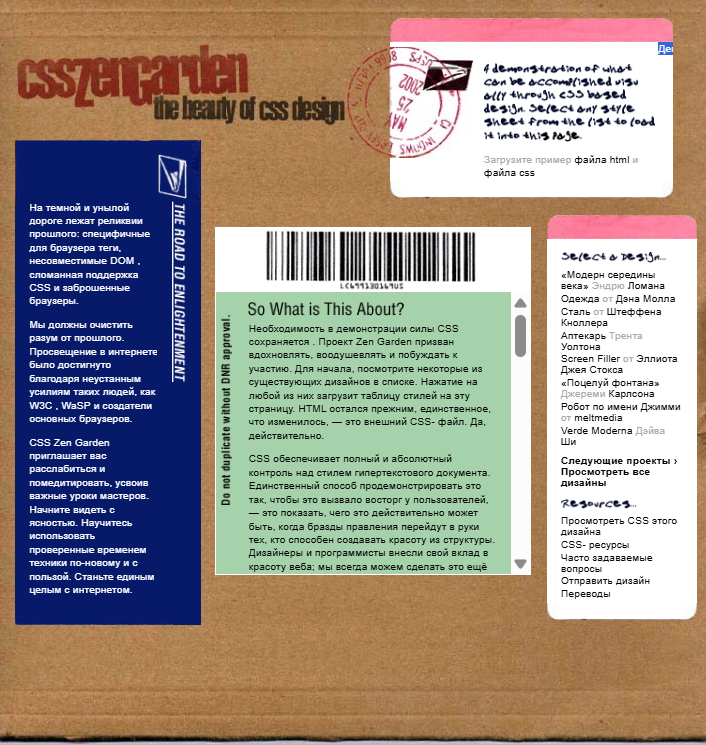 csszengarden
the beauty of css design
USPS
MAY
25
2002
Де
A demonstration of what
can be accomplished visu
ally through CSS based
design. Select any style
sheet from the list to load
it into this page.
Загрузите пример файла html и
файла css
THE ROAD TO ENLIGHTENMENT
На темной и унылой
дороге лежат реликвии
прошлого: специфичные
для браузера теги,
несовместимые DOM ,
сломанная поддержка
CSS и заброшенные
браузеры.
Мы должны очистить
разум от прошлого.
Просвещение в интернете
было достигнуто
благодаря неустанным
усилиям таких людей, как
W3C , WaSP и создатели
основных браузеров.
CSS Zen Garden
приглашает вас
расслабиться и
помедитировать, усвоив
важные уроки мастеров.
Начните видеть с
ясностью. Научитесь
использовать
проверенные временем
техники по-новому и с
пользой. Станьте единым
целым с интернетом.
LC699130169US
Do not duplicate without DNR approval.
So What is This About?
Необходимость в демонстрации силы CSS
сохраняется . Проект Zen Garden призван
вдохновлять, воодушевлять и побуждать к
участию. Для начала, посмотрите некоторые из
существующих дизайнов в списке. Нажатие на
любой из них загрузит таблицу стилей на эту
страницу. HTML остался прежним, единственное,
что изменилось, — это внешний CSS- файл. Да,
действительно.
CSS обеспечивает полный и абсолютный
контроль над стилем гипертекстового документа.
Единственный способ продемонстрировать это
так, чтобы это вызвало восторг у пользователей,
— это показать, чего это действительно может
быть, когда бразды правления перейдут в руки
тех, кто способен создавать красоту из структуры.
Дизайнеры и программисты внесли свой вклад в
красоту веба; мы всегда можем сделать это ещё
Select a Design...
«Модерн середины
века» Эндрю Ломана
Одежда от Дэна Молла
Сталь от Штеффена
Кноллера
Аптекарь Трента
Уолтона
Screen Filler от Эллиота
Джея Стокса
«Поцелуй фонтана»
Джереми Карлсона
Робот по имени Джимми
от meltmedia
Verde Moderna Дэйва
Ши
Следующие проекты ›
Просмотреть все
дизайны
Resources...
Просмотреть CSS этого
дизайна
CSS- ресурсы
Часто задаваемые
вопросы
Отправить дизайн
Переводы